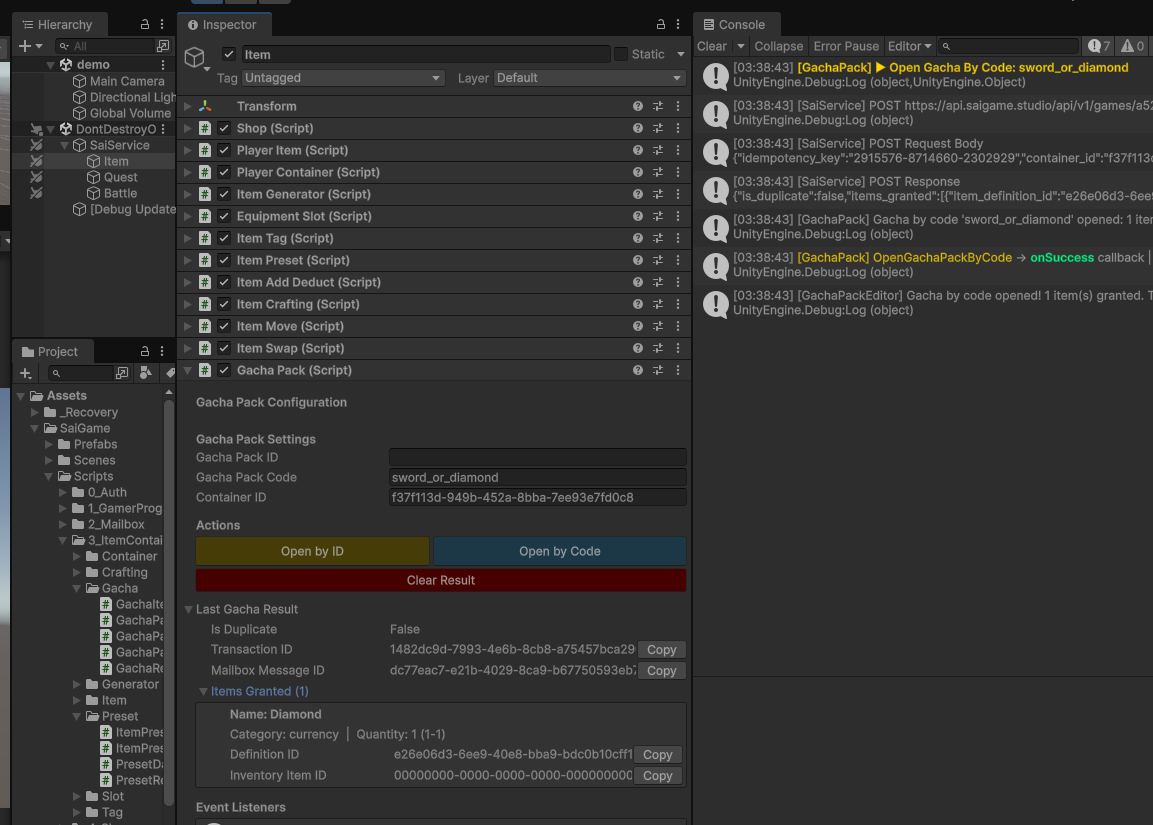 Hierarchy
All
demo
Main Camera
Directional Ligh
Global Volume
DontDestroyO
SaiService
Item
Quest
Battle
[Debug Update
Project
Assets
_Recovery
SaiGame
Prefabs
Scenes
Scripts
0_Auth
1_GamerProg
2_Mailbox
3_ItemContai
Container
Crafting
Gacha
GachaIte
GachaPa
GachaPa
GachaPa
GachaRe
Generator
Item
Preset
ItemPres
ItemPres
PresetDa
PresetRe
Slot
Tag
Inspector
Item
Static
Tag Untagged Layer Default
Transform
Shop (Script)
Player Item (Script)
Player Container (Script)
Item Generator (Script)
Equipment Slot (Script)
Item Tag (Script)
Item Preset (Script)
Item Add Deduct (Script)
Item Crafting (Script)
Item Move (Script)
Item Swap (Script)
Gacha Pack (Script)
Gacha Pack Configuration
Gacha Pack Settings
Gacha Pack ID
Gacha Pack Code sword_or_diamond
Container ID f37f113d-949b-452a-8bba-7ee93e7fd0c8
Actions
Open by ID Open by Code
Clear Result
Last Gacha Result
Is Duplicate False
Transaction ID 1482dc9d-7993-4e6b-8cb8-a75457bca29 Copy
Mailbox Message ID dc77eac7-e21b-4029-8ca9-b67750593eb7 Copy
Items Granted (1)
Name: Diamond
Category: currency | Quantity: 1 (1-1)
Definition ID e26e06d3-6ee9-40e8-bba9-bdc0b10cff1 Copy
Inventory Item ID 00000000-0000-0000-0000-000000000 Copy
Event Listeners
Console
Clear Collapse Error Pause Editor 7 0
[03:38:43] [GachaPack] ► Open Gacha By Code: sword_or_diamond
UnityEngine.Debug:Log (object,UnityEngine.Object)
[03:38:43] [SaiService] POST https://api.saigame.studio/api/v1/games/a52
UnityEngine.Debug:Log (object)
[03:38:43] [SaiService] POST Request Body
{"idempotency_key":"2915576-8714660-2302929","container_id":"f37f113d
[03:38:43] [SaiService] POST Response
{"is_duplicate":false,"items_granted":[{"item_definition_id":"e26e06d3-6ee9
[03:38:43] [GachaPack] Gacha by code 'sword_or_diamond' opened: 1 iter
UnityEngine.Debug:Log (object)
[03:38:43] [GachaPack] OpenGachaPackByCode → onSuccess callback |
UnityEngine.Debug:Log (object)
[03:38:43] [GachaPackEditor] Gacha by code opened! 1 item(s) granted. T
UnityEngine.Debug:Log (object)